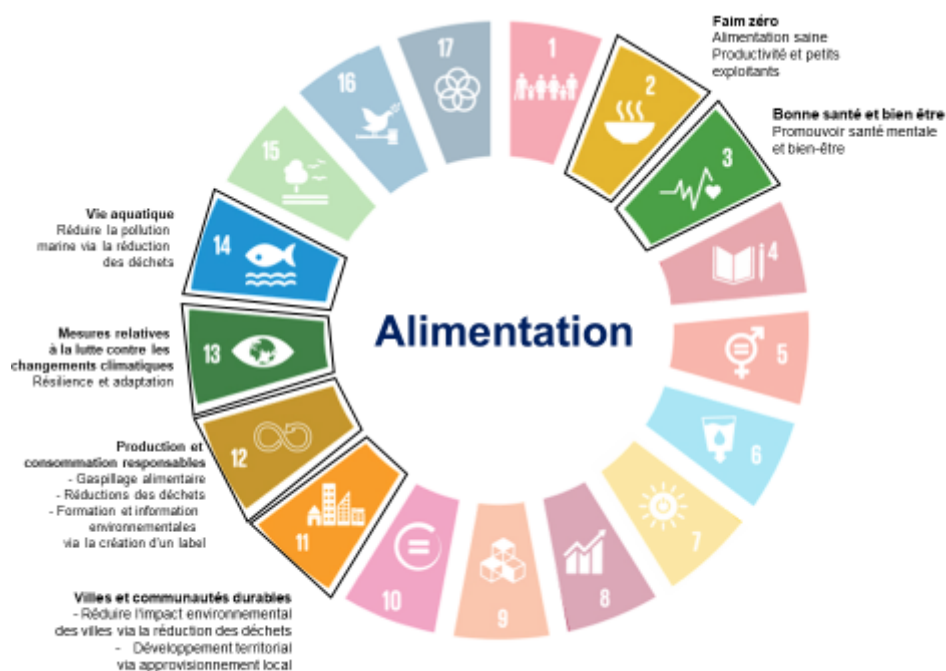 Faim zéro
Alimentation saine
Productivité et petits
exploitants
Bonne santé et bien être
Promouvoir santé mentale
et bien-être
Vie aquatique
Réduire la pollution
marine via la réduction
des déchets
Mesures relatives
à la lutte contre les
changements climatiques
Résilience et adaptation
Production et
consommation responsables
- Gaspillage alimentaire
- Réductions des déchets
- Formation et information
environnementales
via la création d'un label
Villes et communautés durables
- Réduire l'impact environnemental
des villes via la réduction des déchets
- Développement territorial
via approvisionnement local
Alimentation
1
2
3
4
5
6
7
8
9
10
11
12
13
14
15
16
17